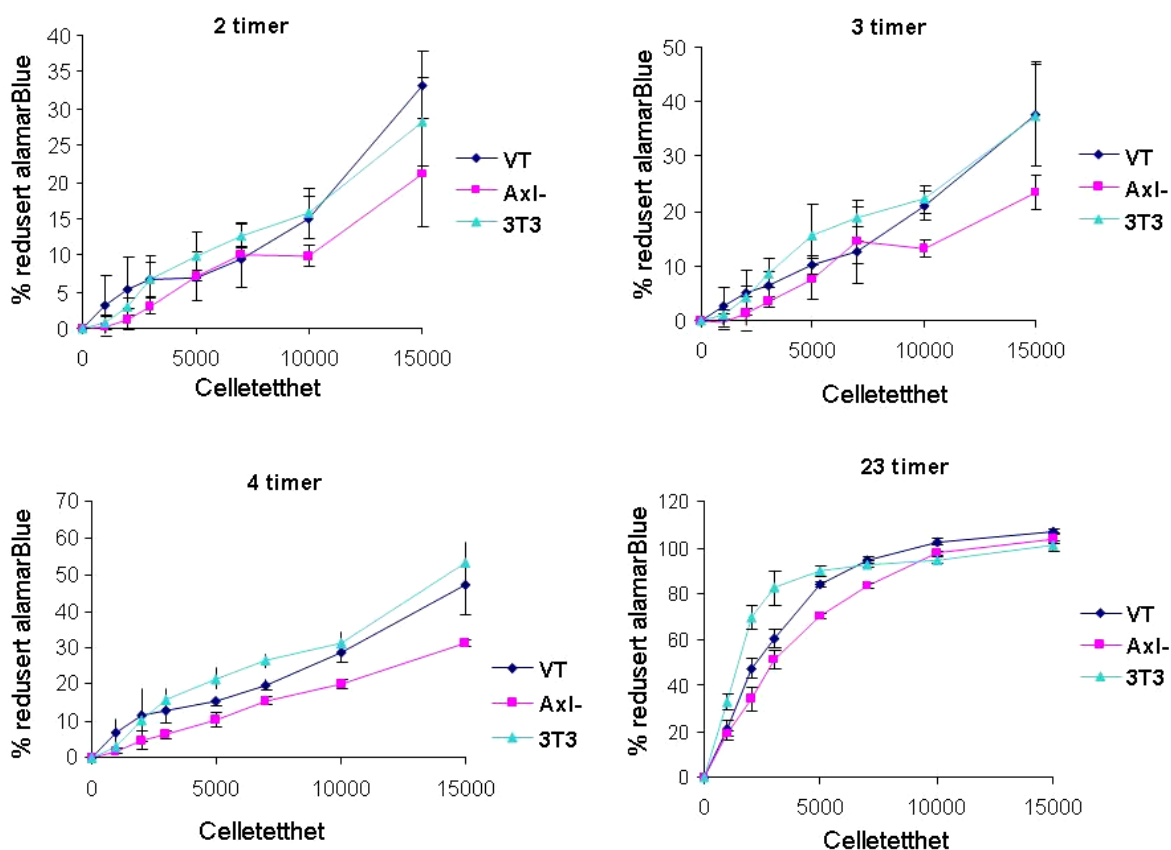 2 timer
% redusert alamarBlue
40
35
30
25
20
15
10
5
0
0 5000 10000 15000
Celletetthet
VT
Axl-
3T3
3 timer
% redusert alamarBlue
50
40
30
20
10
0
0 5000 10000 15000
Celletetthet
VT
Axl-
3T3
4 timer
% redusert alamarBlue
70
60
50
40
30
20
10
0
0 5000 10000 15000
Celletetthet
VT
Axl-
3T3
23 timer
% redusert alamarBlue
120
100
80
60
40
20
0
0 5000 10000 15000
Celletetthet
VT
Axl-
3T3